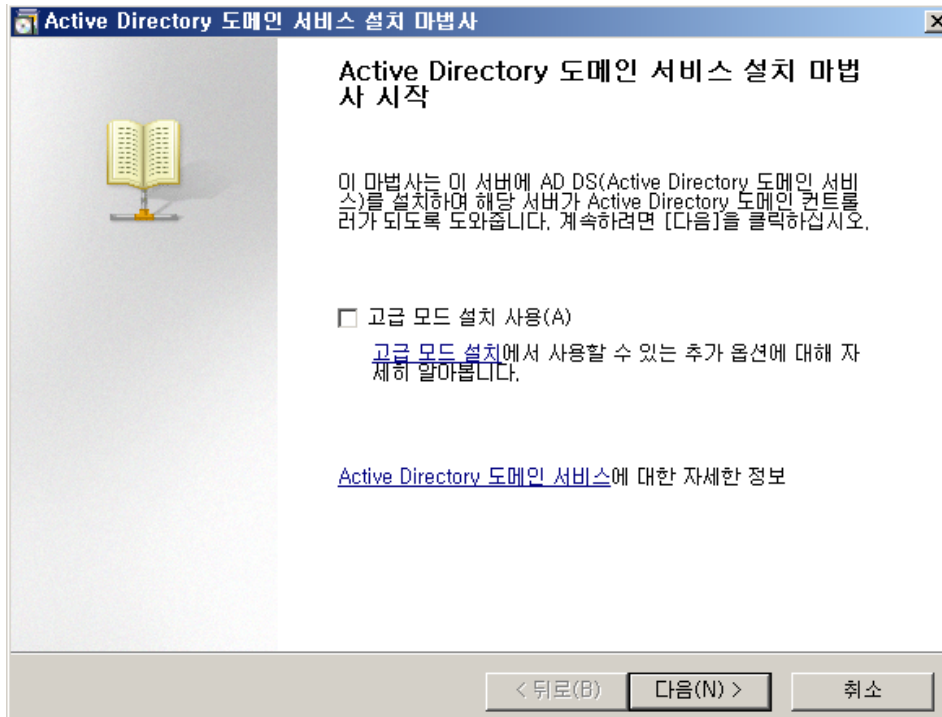 Active Directory 도메인 서비스 설치 마법사
Active Directory 도메인 서비스 설치 마법
사 시작
이 마법사는 이 서버에 AD DS(Active Directory 도메인 서비
스)를 설치하며 해당 서버가 Active Directory 도메인 컨트롤
러가 되도록 도와줍니다. 계속하려면 [다음]을 클릭하십시오.
고급 모드 설치 사용(A)
고급 모드 설치에서 사용할 수 있는 추가 옵션에 대해 자
세히 알아봅니다.
Active Directory 도메인 서비스에 대한 자세한 정보
< 뒤로(B) 다음(N) > 취소